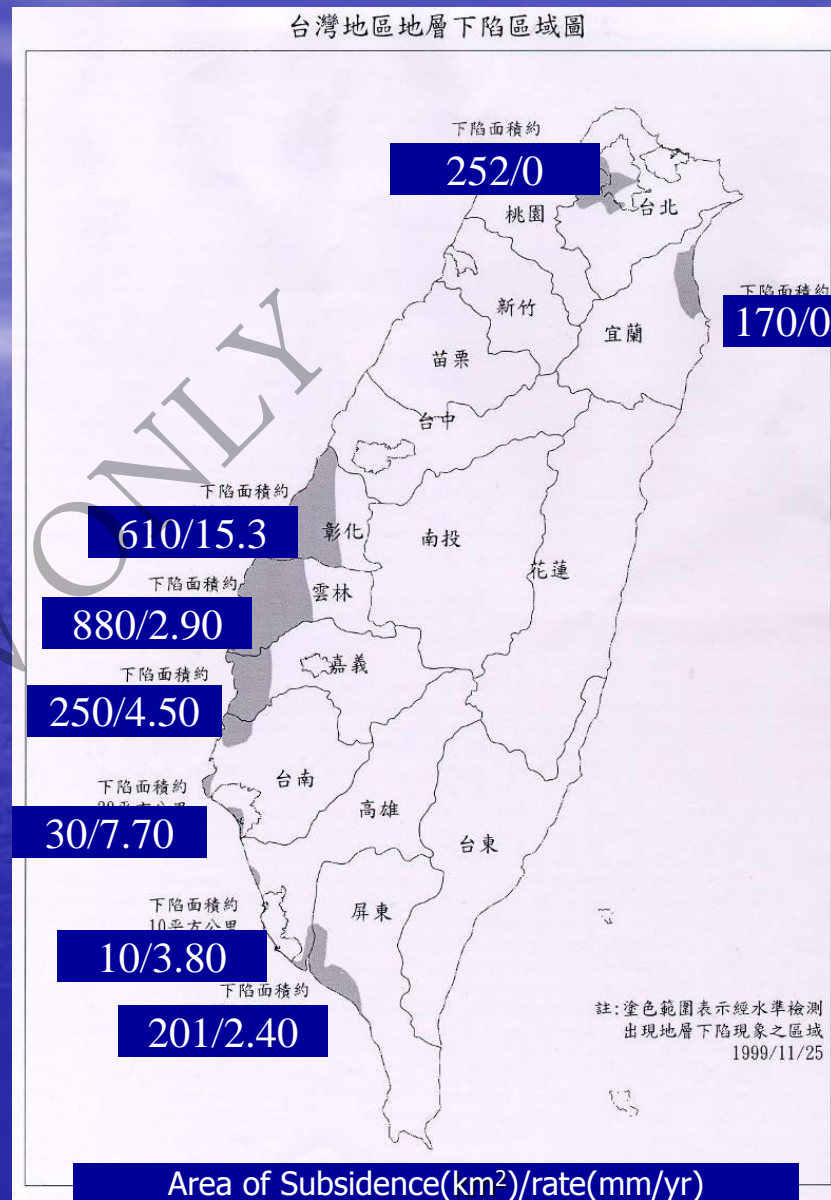 台灣地區地層下陷區域圖
下陷面積約
252/0
台北
桃園
下陷面積約
170/0
新竹
宜蘭
苗栗
台中
ONLY
下陷面積約
610/15.3
彰化
南投
花蓮
下陷面積約
雲林
880/2.90
嘉義
下陷面積約
250/4.50
台南
下陷面積約
30/7.70
高雄
台東
下陷面積約
10平方公里
屏東
10/3.80
下陷面積約
201/2.40
註:塗色範圍表示經水準檢測
出現地層下陷現象之區域
1999/11/25
Area of Subsidence(km²)/rate(mm/yr)